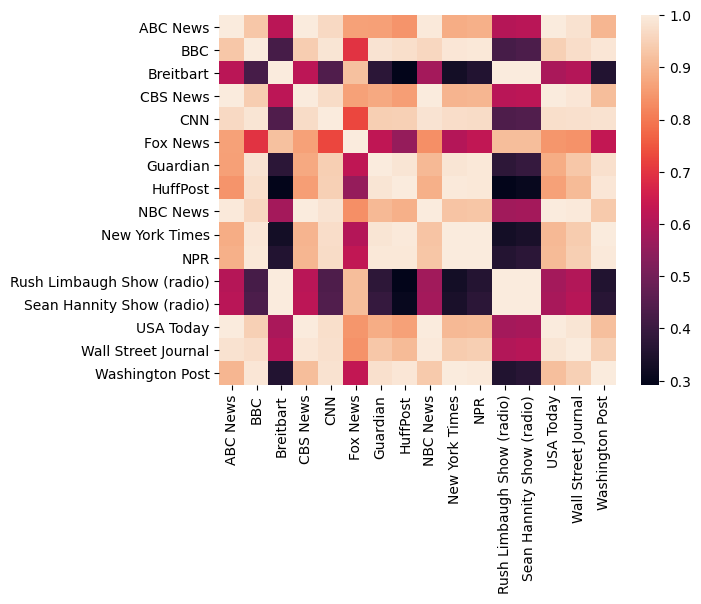 ABC News
BBC
Breitbart
CBS News
CNN
Fox News
Guardian
HuffPost
NBC News
New York Times
NPR
Rush Limbaugh Show (radio)
Sean Hannity Show (radio)
USA Today
Wall Street Journal
Washington Post
ABC News
BBC
Breitbart
CBS News
CNN
Fox News
Guardian
HuffPost
NBC News
New York Times
NPR
Rush Limbaugh Show (radio)
Sean Hannity Show (radio)
USA Today
Wall Street Journal
Washington Post
1.0
0.9
0.8
0.7
0.6
0.5
0.4
0.3